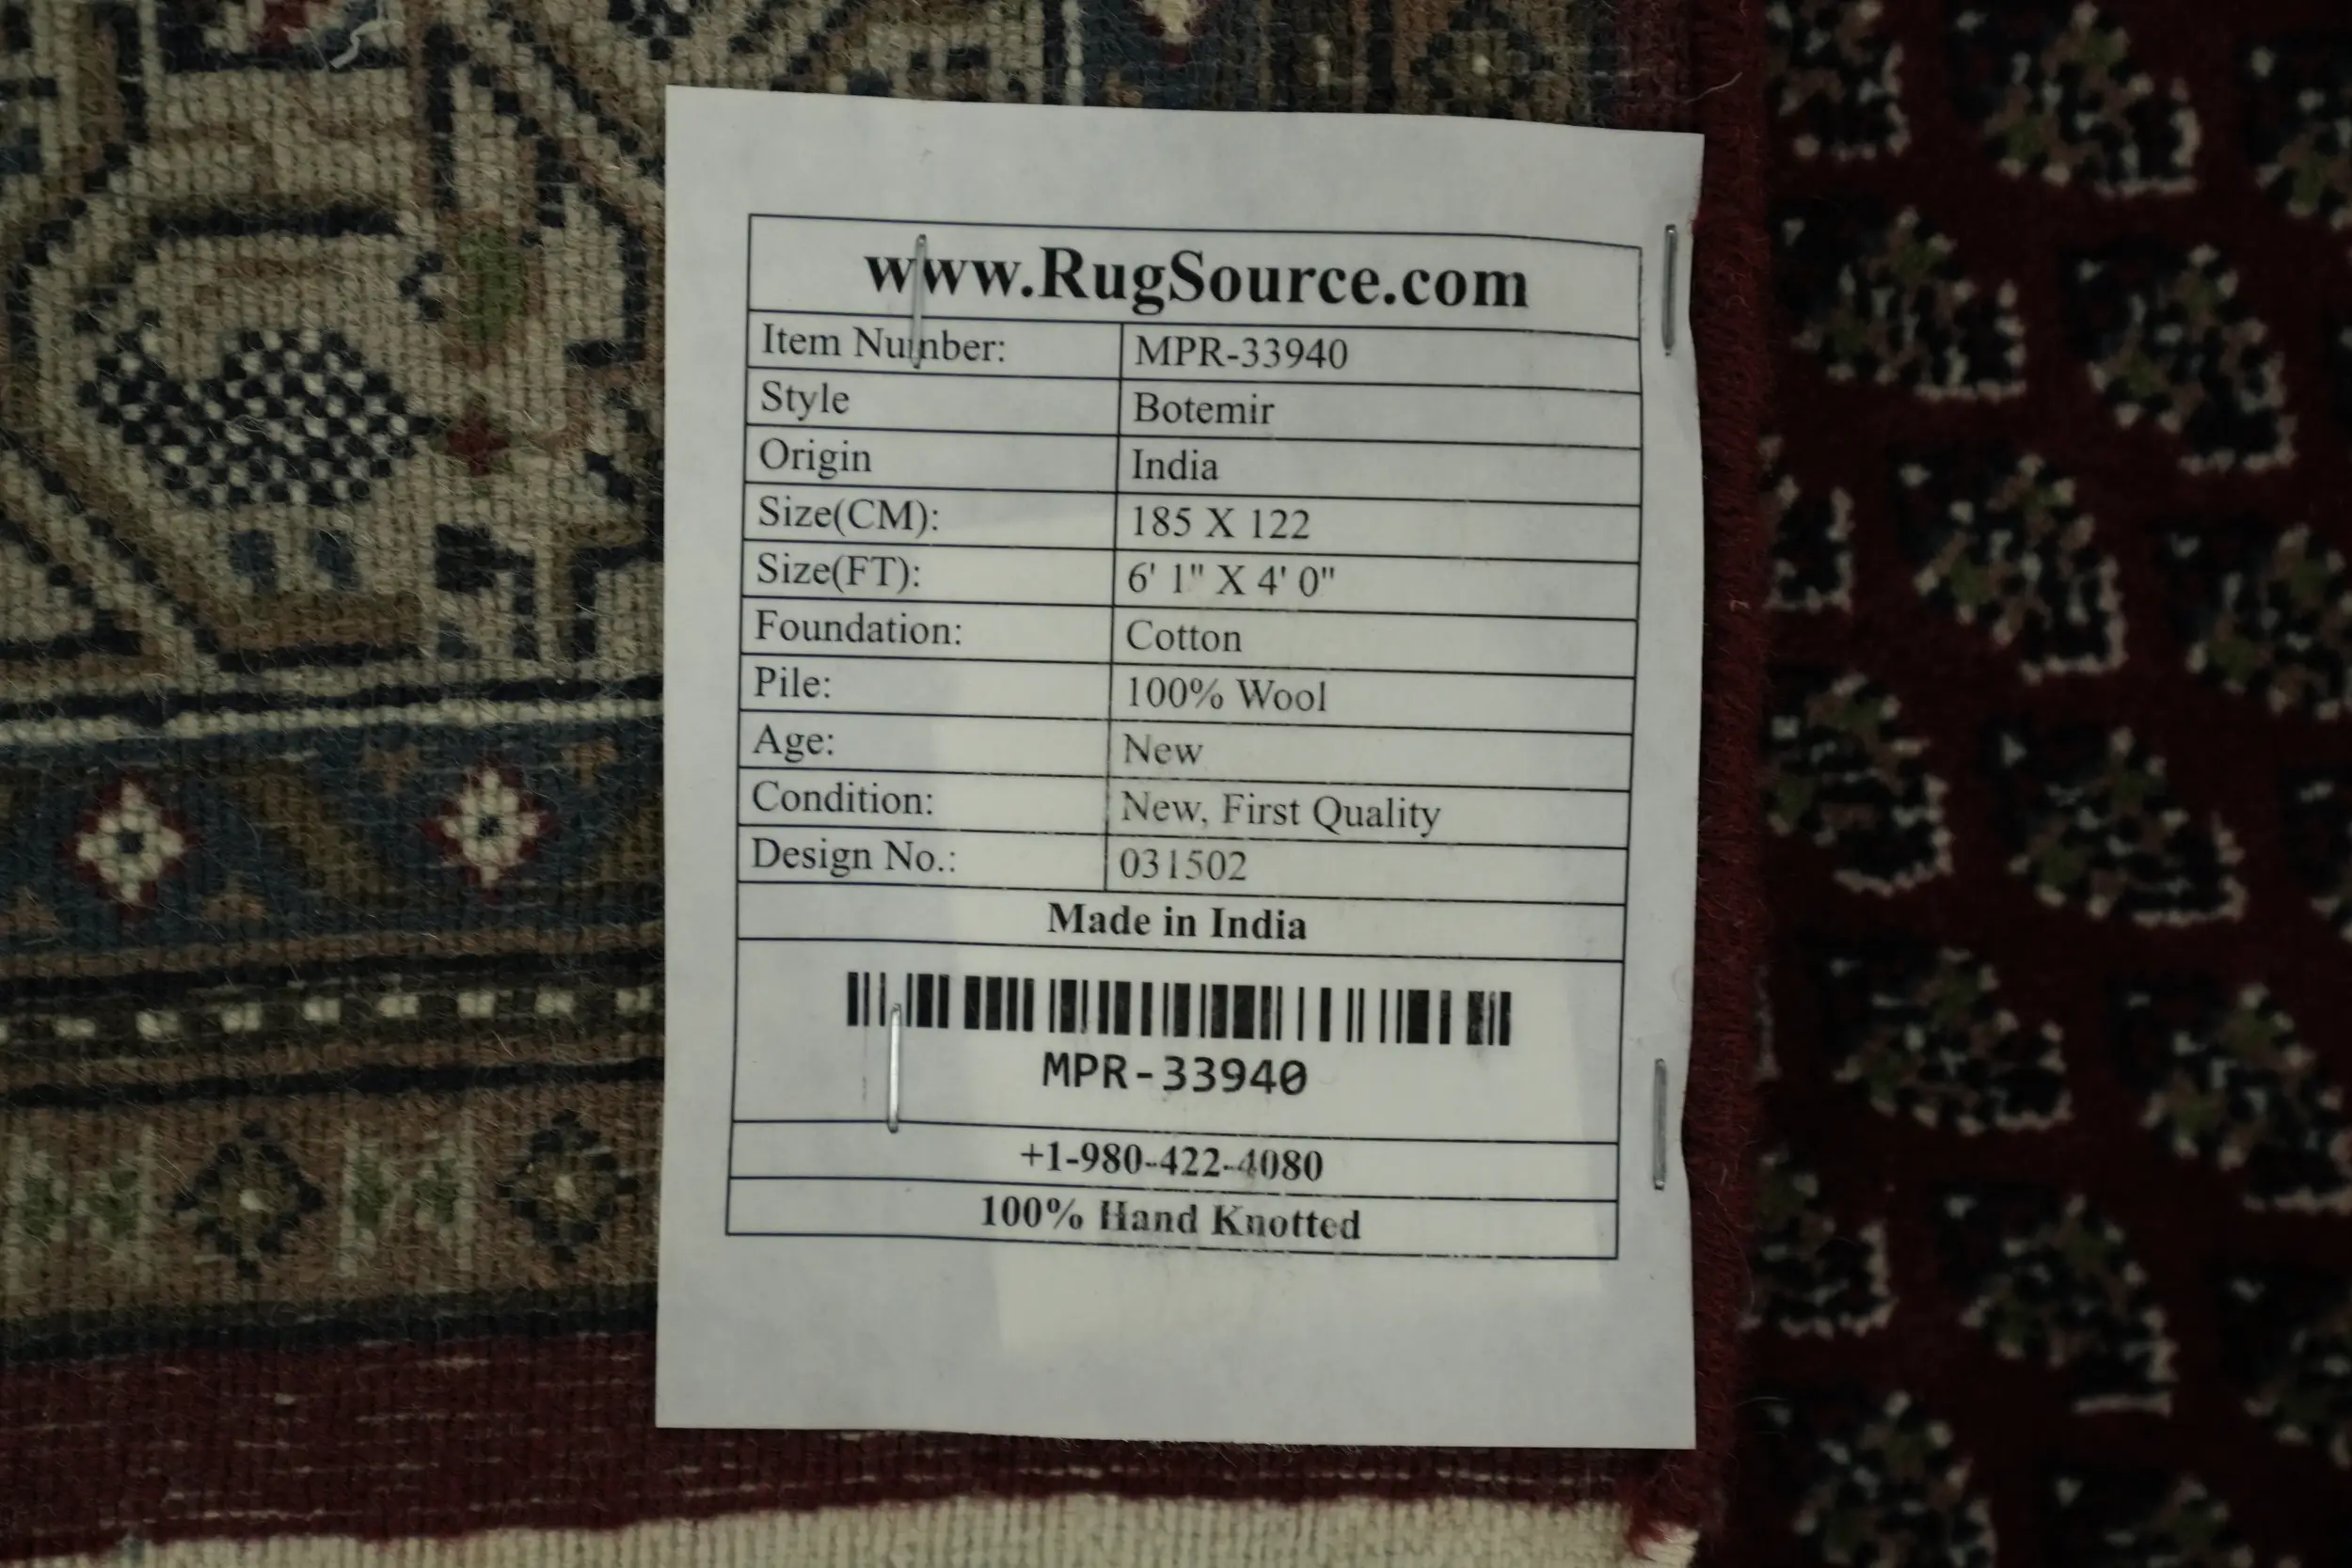 www.RugSource.com
Item Number: MPR-33940
Style Botemir
Origin India
Size(CM): 185 X 122
Size(FT): 6' 1" X 4' 0"
Foundation: Cotton
Pile: 100% Wool
Age: New
Condition: New, First Quality
Design No.: 031502
Made in India
MPR-33940
+1-980-422-4080
100% Hand Knotted